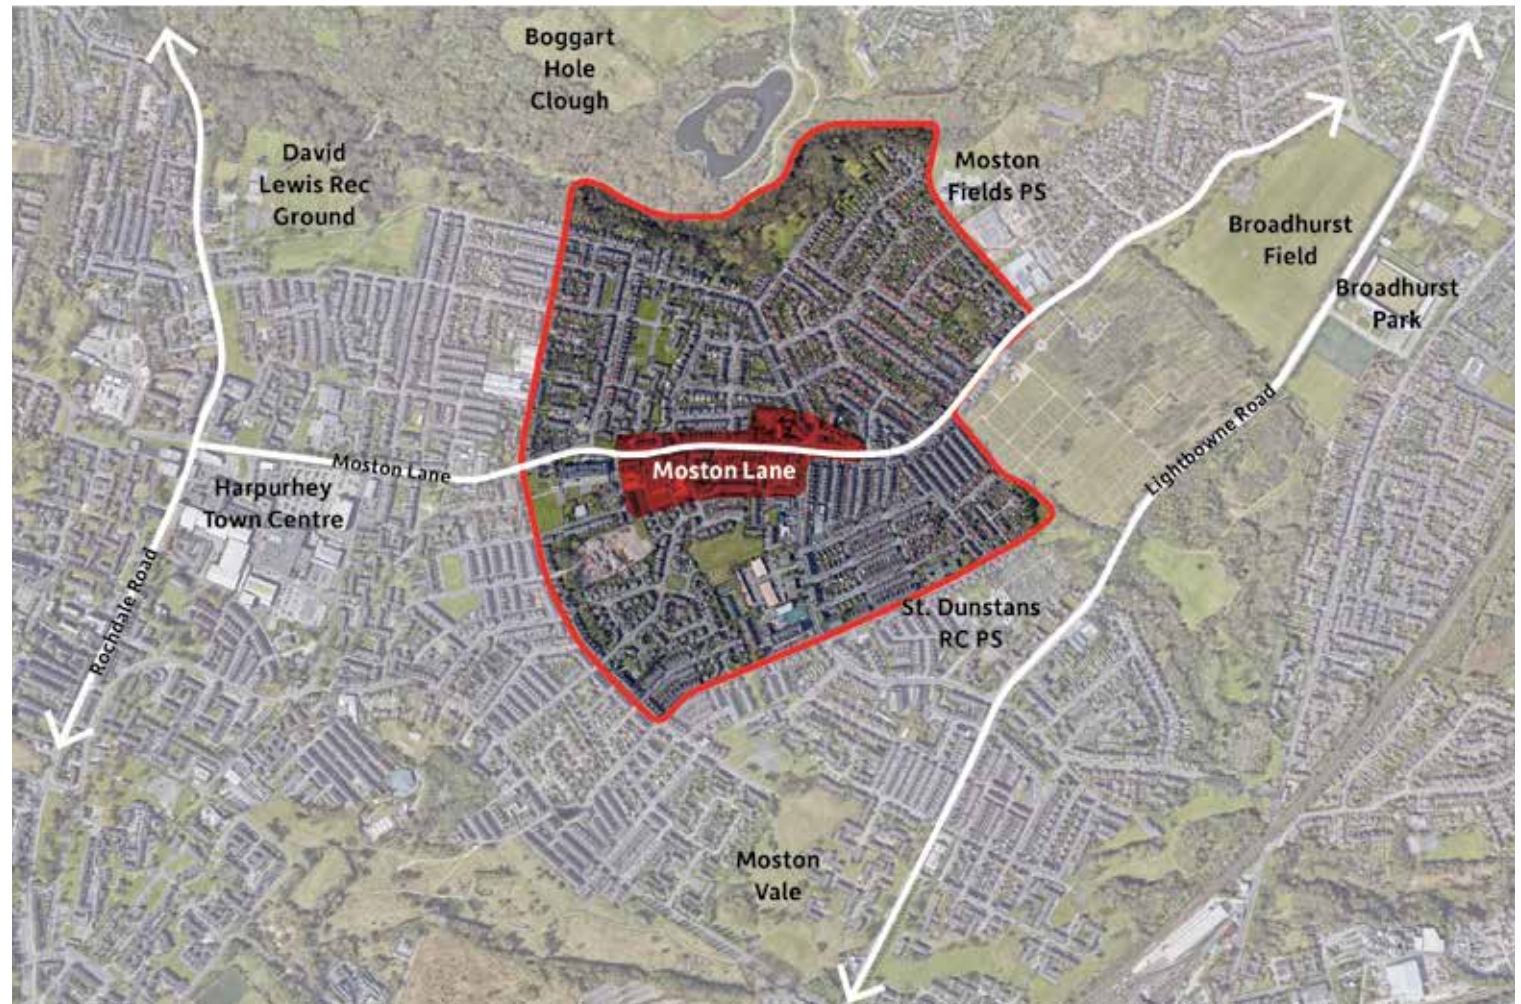 Boggart
Hole
Clough
David
Lewis Rec
Ground
Moston
Fields PS
Broadhurst
Field
Broadhurst
Park
Lightbowne Road
Moston Lane
Moston Lane
Harpurhey
Town Centre
Rochdale Road
St. Dunstans
RC PS
Moston
Vale